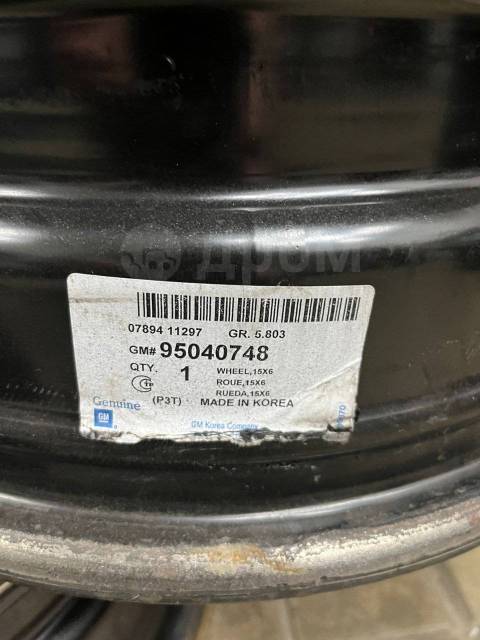 дром
07894 11297 GR. 5.803
GM# 95040748
QTY. 1 WHEEL,15X6
ROUE,15X6
RUEDA,15X6
Genuine (P3T) MADE IN KOREA
GM ® GM Korea Company